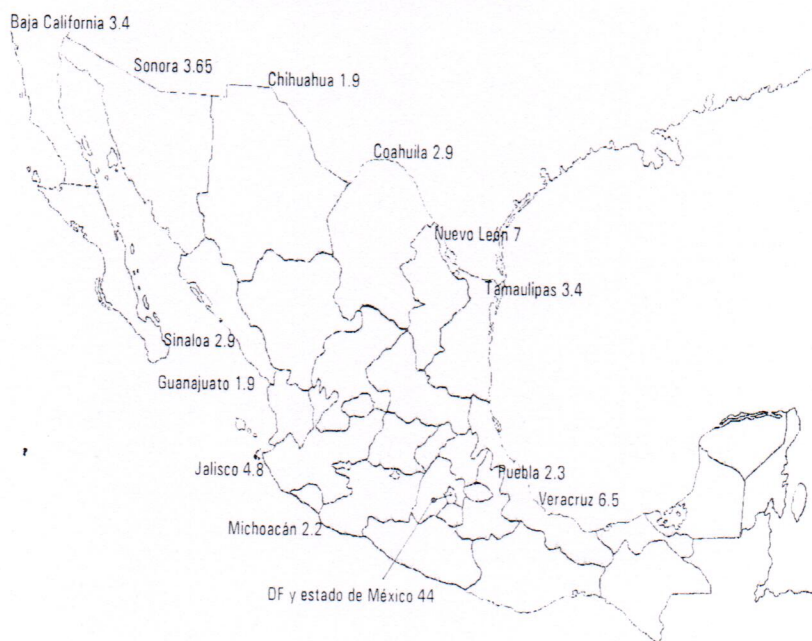 Baja California 3.4
Sonora 3.65
Chihuahua 1.9
Coahuila 2.9
Nuevo León 7
Tamaulipas 3.4
Sinaloa 2.9
Guanajuato 1.9
Jalisco 4.8
Puebla 2.3
Veracruz 6.5
Michoacán 2.2
DF y estado de México 44